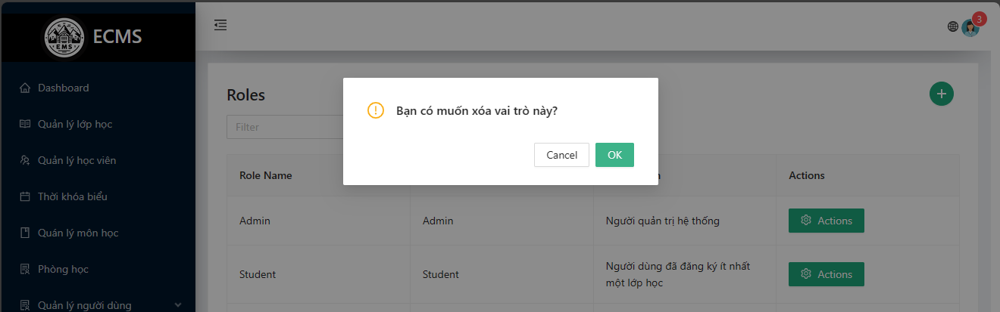 EMS
ECMS
3
Dashboard
Quản lý lớp học
Quản lý học viên
Thời khóa biểu
Quán lý môn học
Phòng học
Quản lý người dùng
Roles
Filter
Bạn có muốn xóa vai trò này?
Cancel
OK
Role Name
Actions
Admin
Admin
Người quản trị hệ thống
Actions
Student
Student
Người dùng đã đăng ký ít nhất
một lớp học
Actions